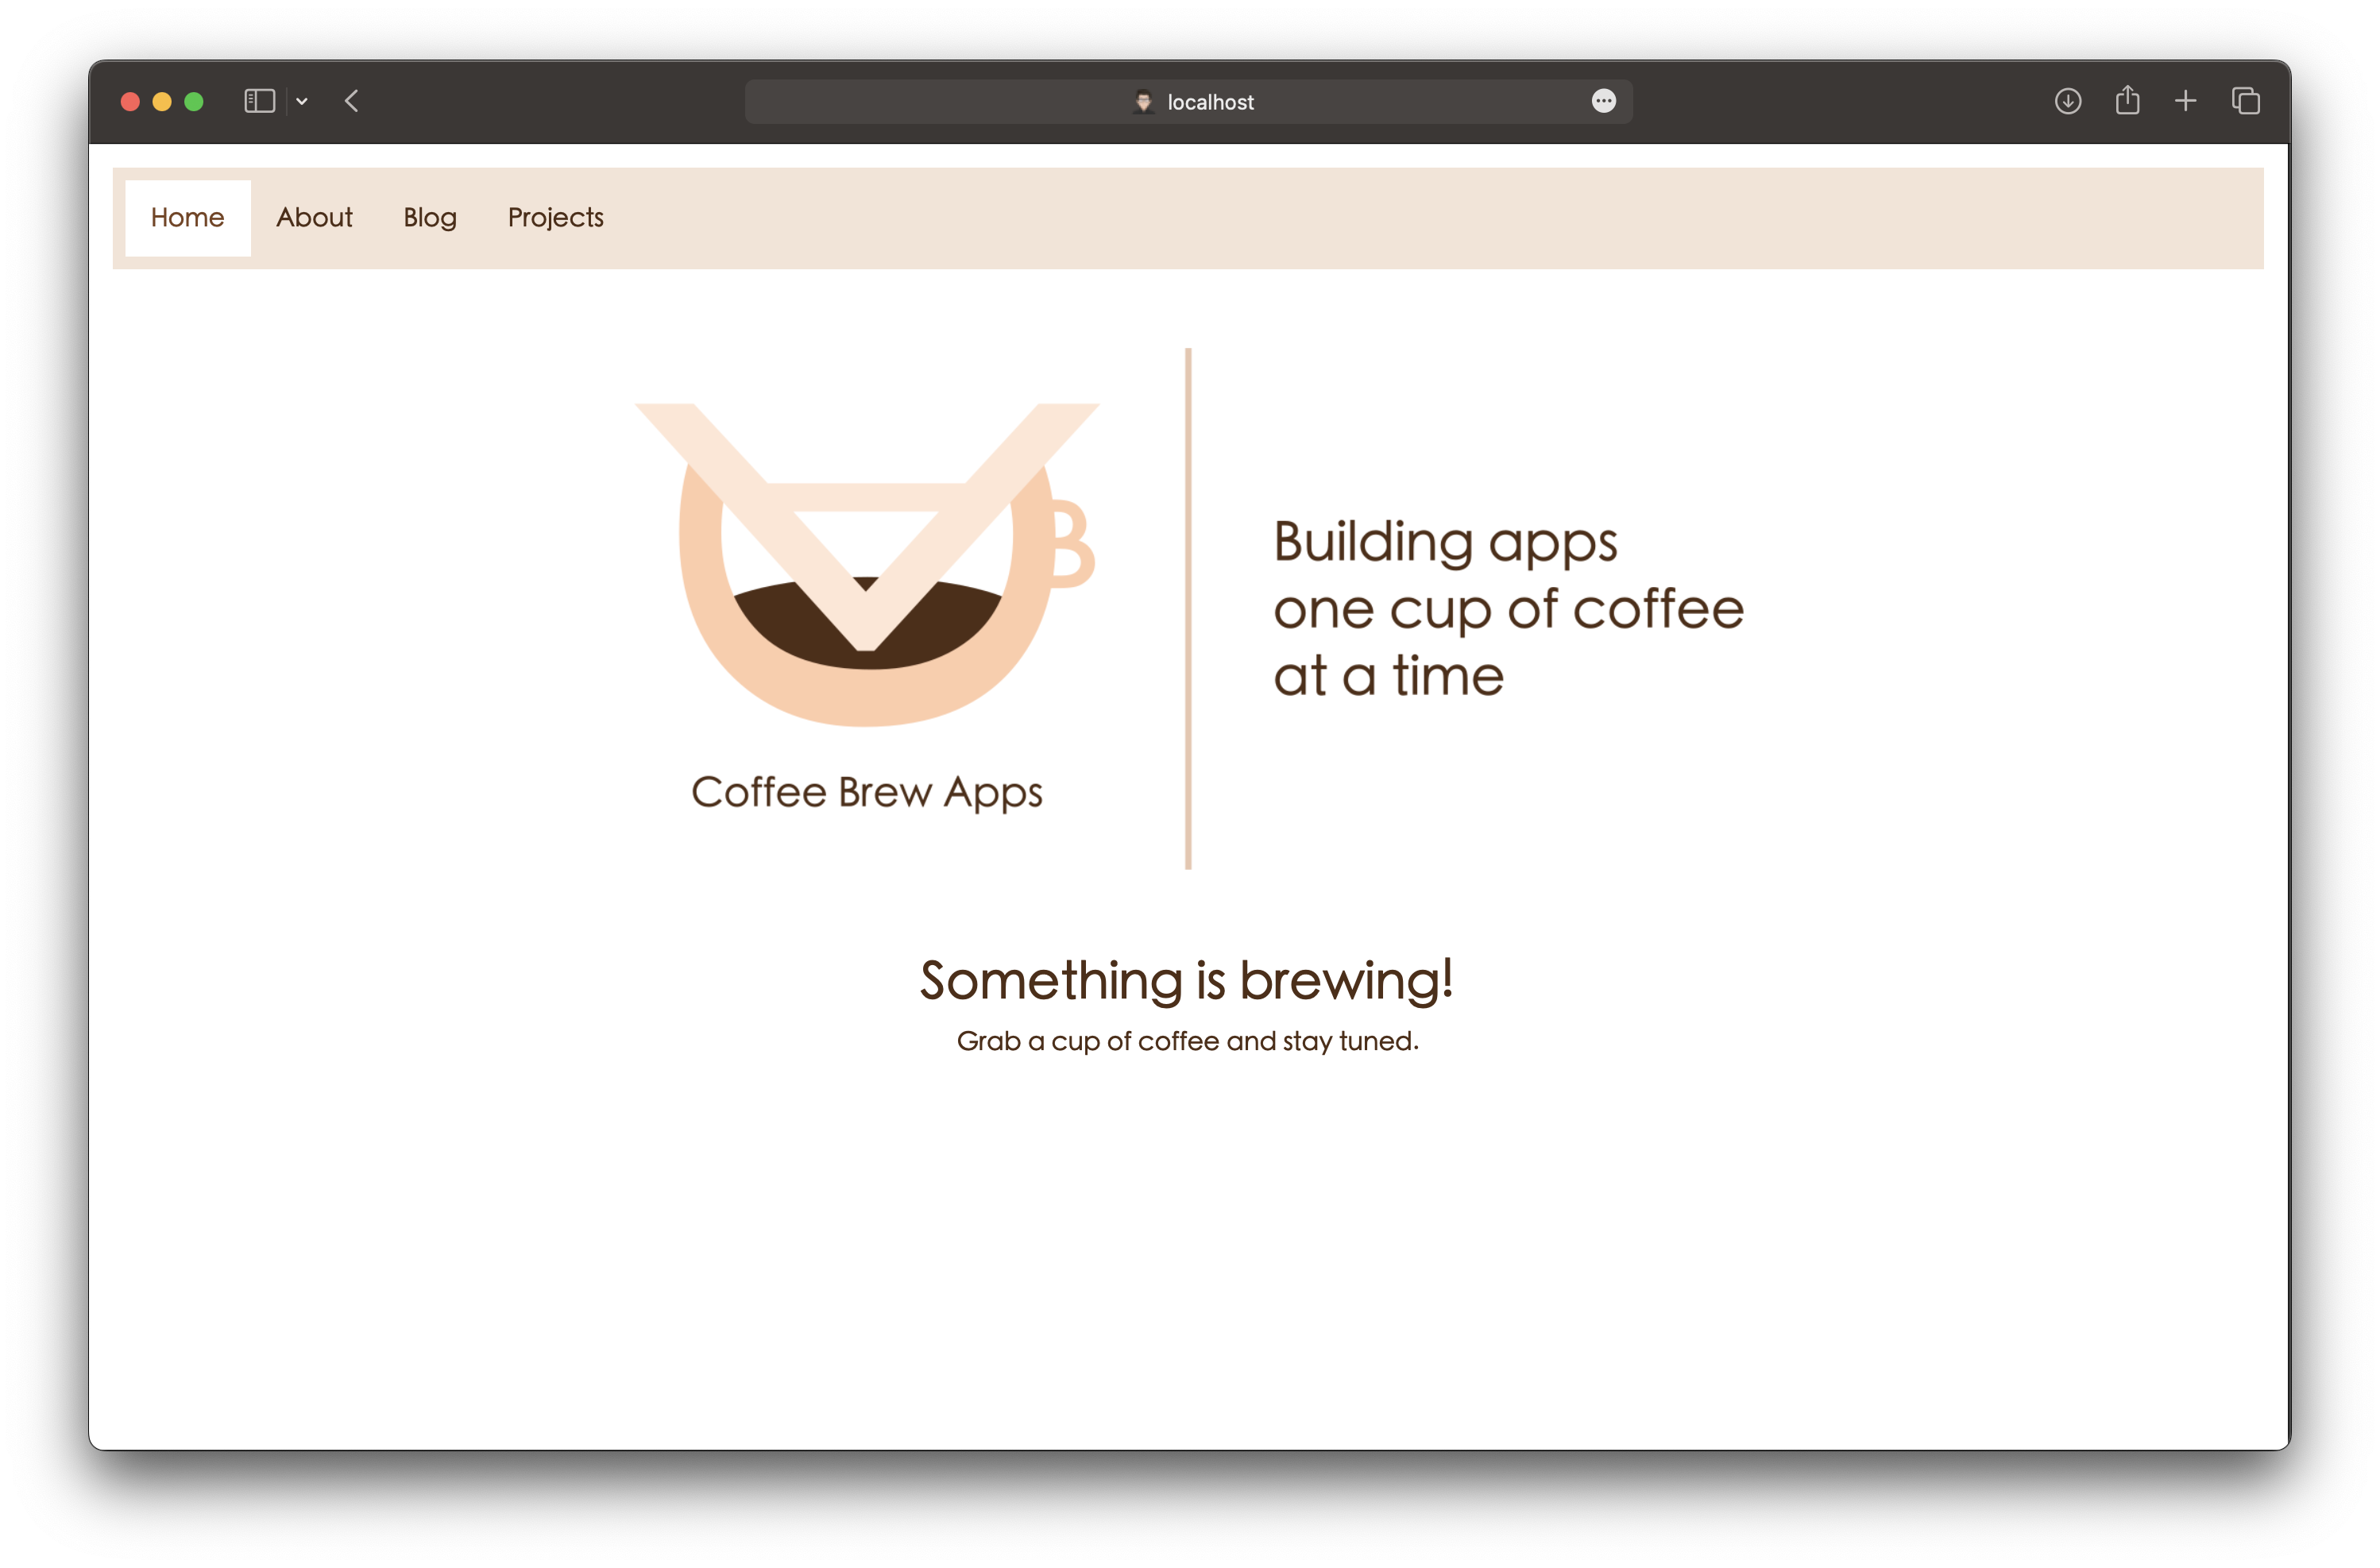 localhost
Home About Blog Projects
B
Building apps
one cup of coffee
at a time
Coffee Brew Apps
Something is brewing!
Grab a cup of coffee and stay tuned.